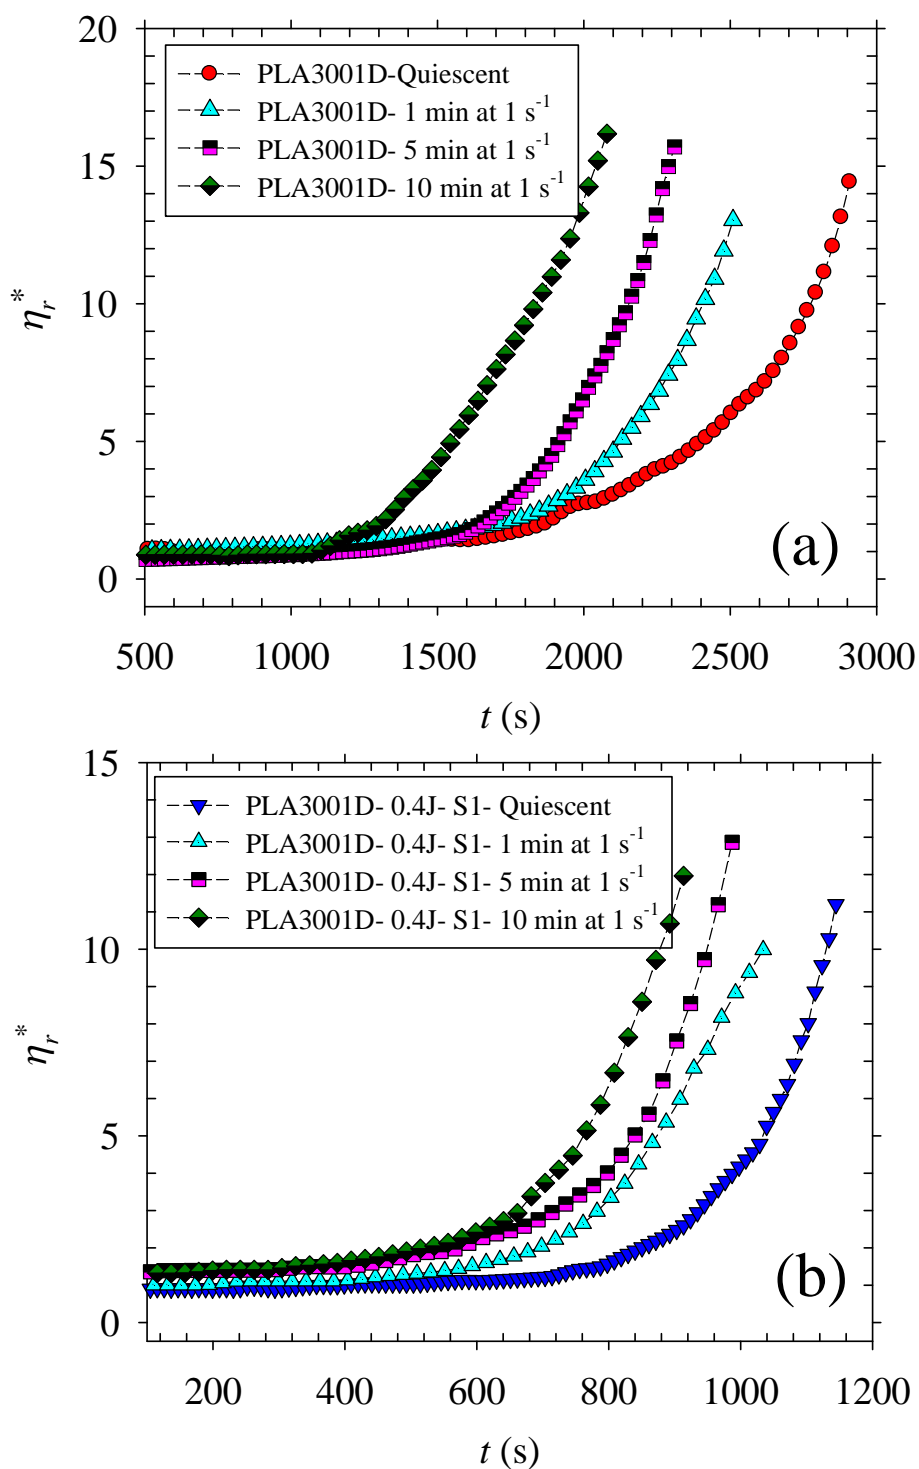 20
15
10
5
0
η_r^*
PLA3001D-Quiescent
PLA3001D- 1 min at 1 s⁻¹
PLA3001D- 5 min at 1 s⁻¹
PLA3001D- 10 min at 1 s⁻¹
(a)
500 1000 1500 2000 2500 3000
t (s)
15
10
5
0
η_r^*
PLA3001D- 0.4J- S1- Quiescent
PLA3001D- 0.4J- S1- 1 min at 1 s⁻¹
PLA3001D- 0.4J- S1- 5 min at 1 s⁻¹
PLA3001D- 0.4J- S1- 10 min at 1 s⁻¹
(b)
200 400 600 800 1000 1200
t (s)